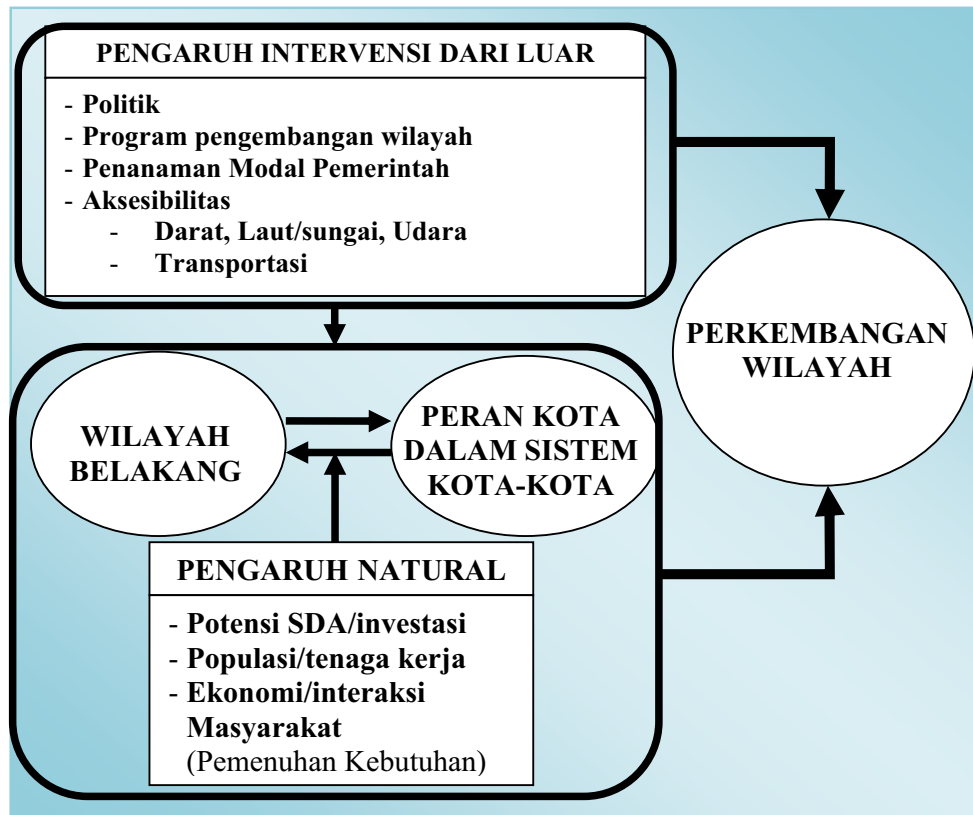 PENGARUH INTERVENSI DARI LUAR
- Politik
- Program pengembangan wilayah
- Penanaman Modal Pemerintah
- Aksesibilitas
- Darat, Laut/sungai, Udara
- Transportasi
PERKEMBANGAN
WILAYAH
WILAYAH
BELAKANG
PERAN KOTA
DALAM SISTEM
KOTA-KOTA
PENGARUH NATURAL
- Potensi SDA/investasi
- Populasi/tenaga kerja
- Ekonomi/interaksi
Masyarakat
(Pemenuhan Kebutuhan)